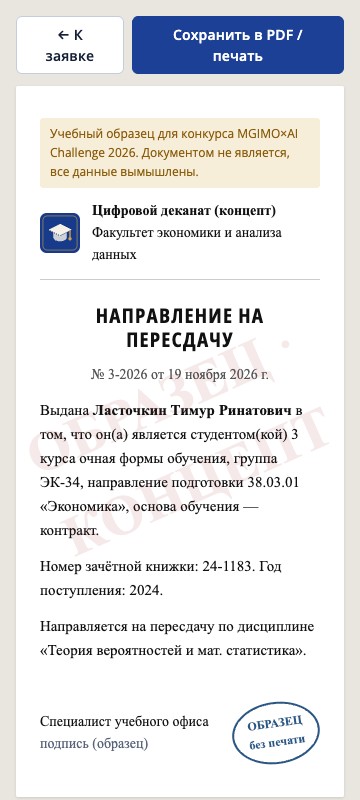 ← К
заявке
Сохранить в PDF /
печать
Учебный образец для конкурса MGIMO×AI
Challenge 2026. Документом не является,
все данные вымышлены.
Цифровой деканат (концепт)
Факультет экономики и анализа
данных
НАПРАВЛЕНИЕ НА
ПЕРЕСДАЧУ
№ 3-2026 от 19 ноября 2026 г.
ОБРАЗЕЦ ·
КОНЦЕПТ
Выдана Ласточкин Тимур Ринатович в
том, что он(а) является студентом(кой) 3
курса очная формы обучения, группа
ЭК-34, направление подготовки 38.03.01
«Экономика», основа обучения —
контракт.
Номер зачётной книжки: 24-1183. Год
поступления: 2024.
Направляется на пересдачу по дисциплине
«Теория вероятностей и мат. статистика».
Специалист учебного офиса
подпись (образец)
ОБРАЗЕЦ
без печати